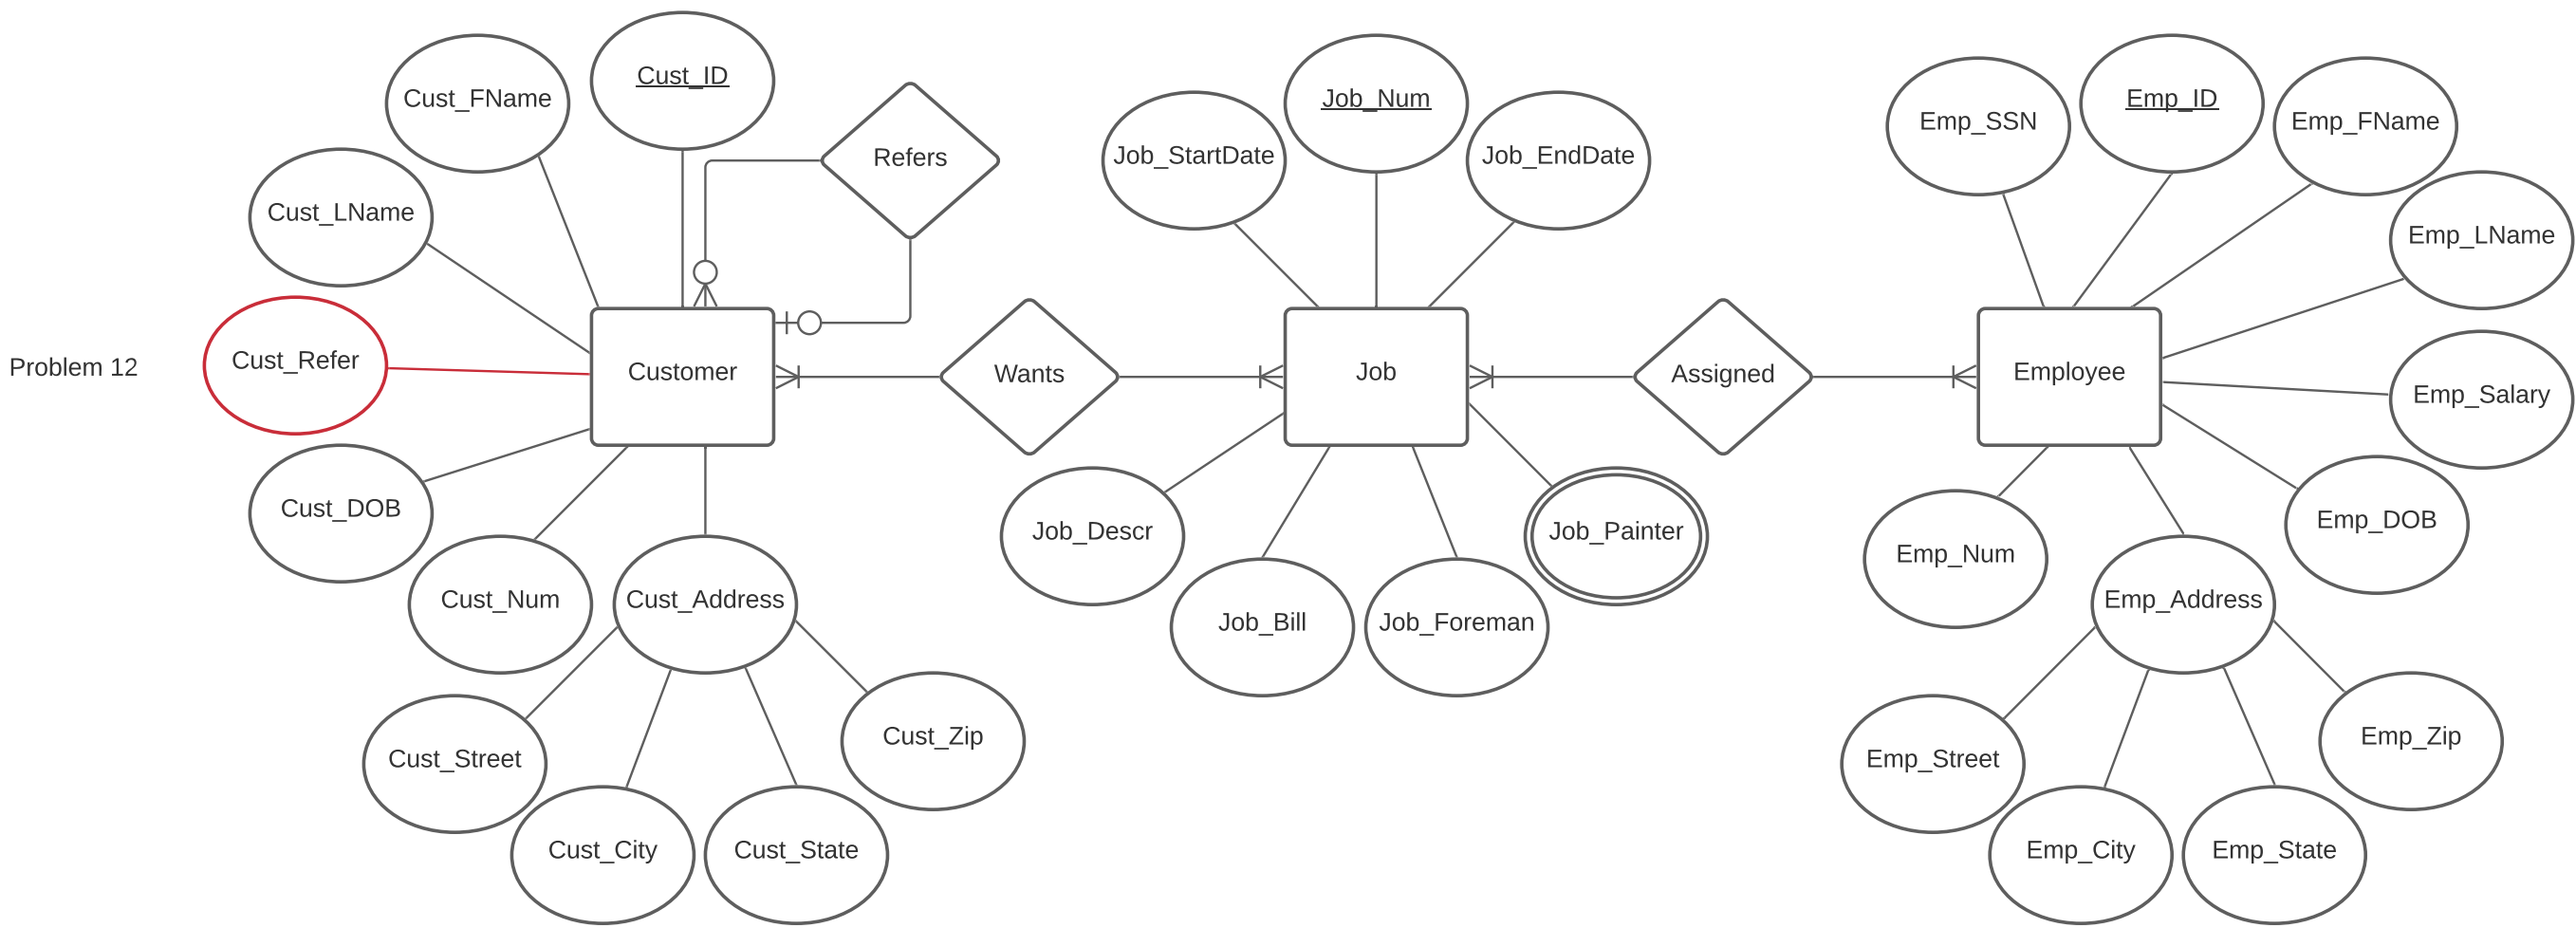 Problem 12
Cust_ID
Cust_FName
Cust_LName
Cust_Refer
Cust_DOB
Cust_Num
Cust_Address
Cust_Street
Cust_City
Cust_State
Cust_Zip
Customer
Refers
Wants
Job_StartDate
Job_Num
Job_EndDate
Job
Job_Descr
Job_Bill
Job_Foreman
Job_Painter
Assigned
Emp_SSN
Emp_ID
Emp_FName
Emp_LName
Employee
Emp_Salary
Emp_DOB
Emp_Num
Emp_Address
Emp_Street
Emp_City
Emp_State
Emp_Zip